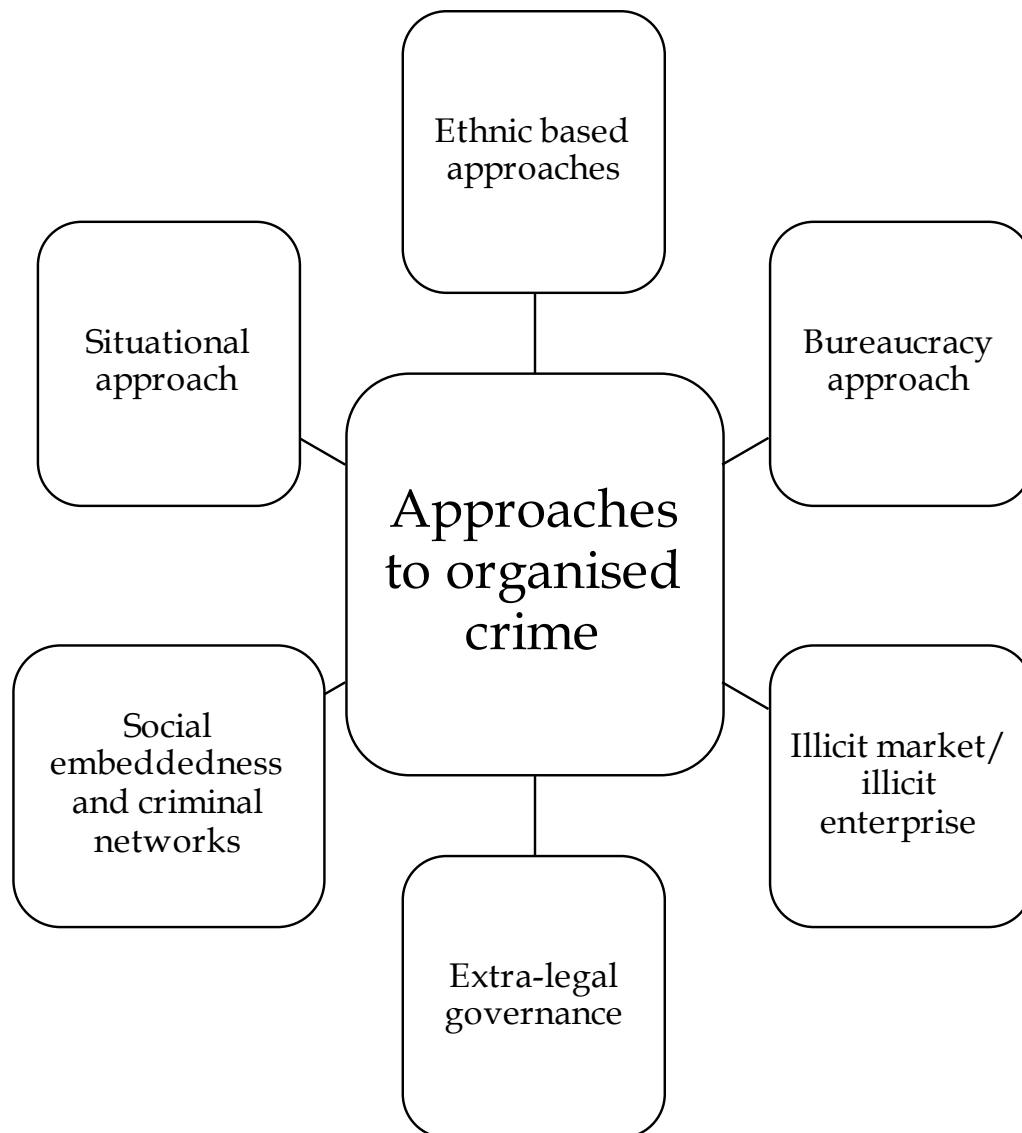 Ethnic based
approaches
Situational
approach
Bureaucracy
approach
Approaches
to organised
crime
Social
embeddedness
and criminal
networks
Illicit market/
illicit
enterprise
Extra-legal
governance